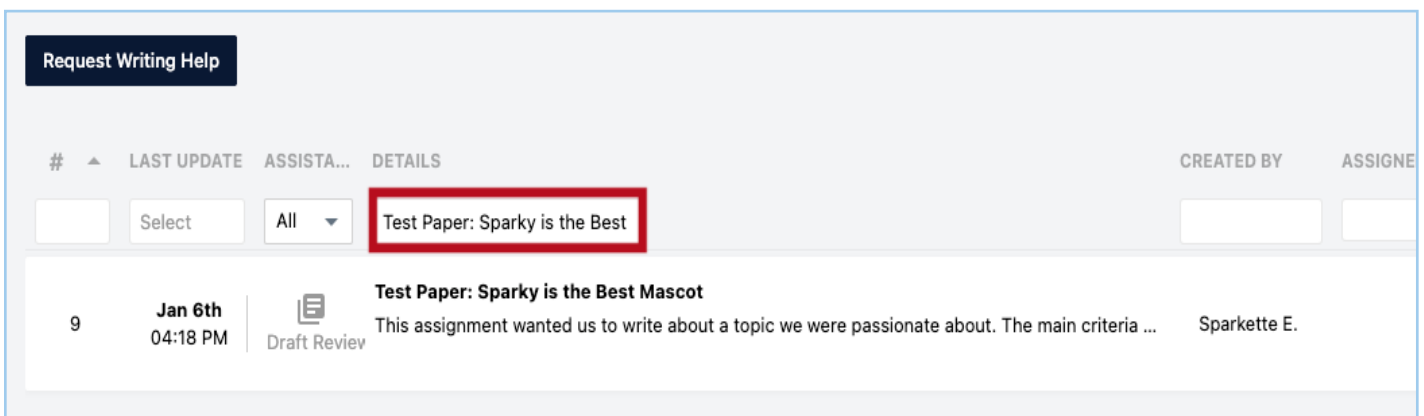 Request Writing Help
# LAST UPDATE ASSISTA... DETAILS CREATED BY ASSIGNE
Select All Test Paper: Sparky is the Best
Test Paper: Sparky is the Best Mascot
9 Jan 6th 04:18 PM Draft Review This assignment wanted us to write about a topic we were passionate about. The main criteria ... Sparkette E.